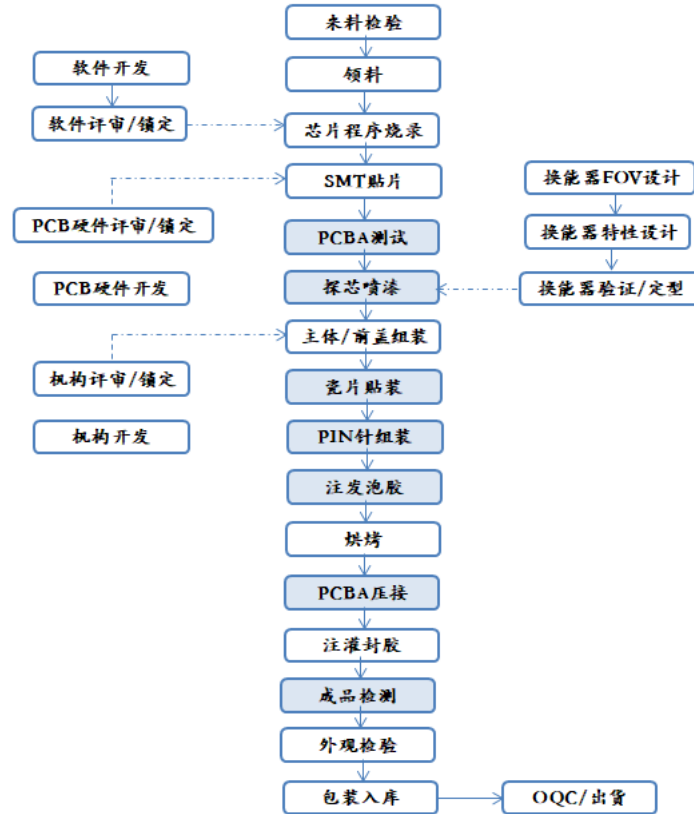 来料检验
软件开发
领料
软件评审/锁定
芯片程序烧录
SMT贴片
换能器FOV设计
PCB硬件评审/锁定
PCBA测试
换能器特性设计
PCB硬件开发
探芯喷漆
换能器验证/定型
主体/前盖组装
机构评审/锁定
瓷片贴装
机构开发
PIN针组装
注发泡胶
烘烤
PCBA压接
注灌封胶
成品检测
外观检验
包装入库
OQC/出货